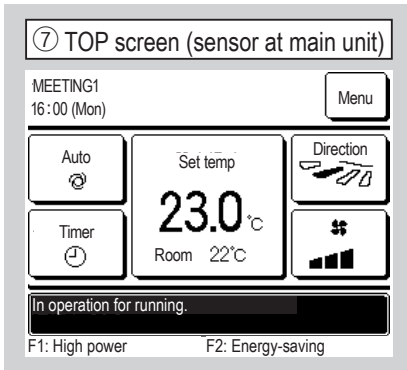 ⑦ TOP screen (sensor at main unit)
MEETING1
16:00 (Mon)
Menu
Auto
Set temp
Direction
23.0 °C
Timer
Room 22°C
In operation for running.
F1: High power F2: Energy-saving